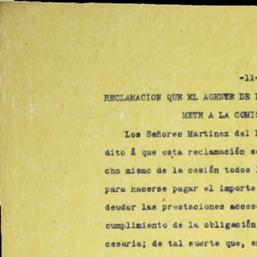 -11-
RECLAMACION QUE EL AGENTE DE
METE A LA
Los Señores Martinez del
dito á que esta reclamación
cho mismo de la cesión todos
para hacerse pagar el importe
deudor las prestaciones
cumplimiento de la obligación
cesaria; de tal suerte que,